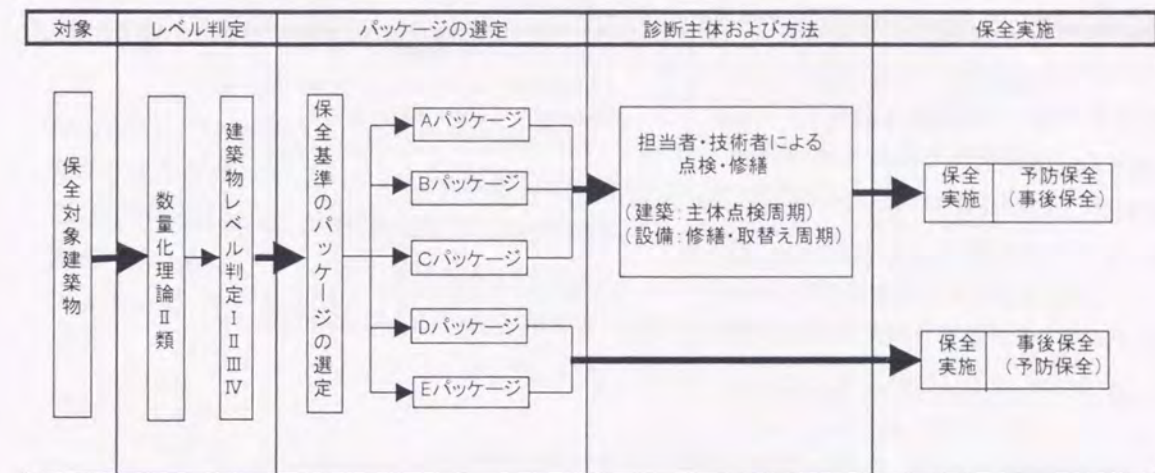 対象
レベル判定
パッケージの選定
診断主体および方法
保全実施
保全対象建築物
数量化理論Ⅱ類
建築物レベル判定ⅠⅡⅢⅣ
保全基準のパッケージの選定
Aパッケージ
Bパッケージ
Cパッケージ
Dパッケージ
Eパッケージ
担当者・技術者による
点検・修繕
(建築:主体点検周期)
(設備:修繕・取替え周期)
保全 予防保全
実施 (事後保全)
保全 事後保全
実施 (予防保全)